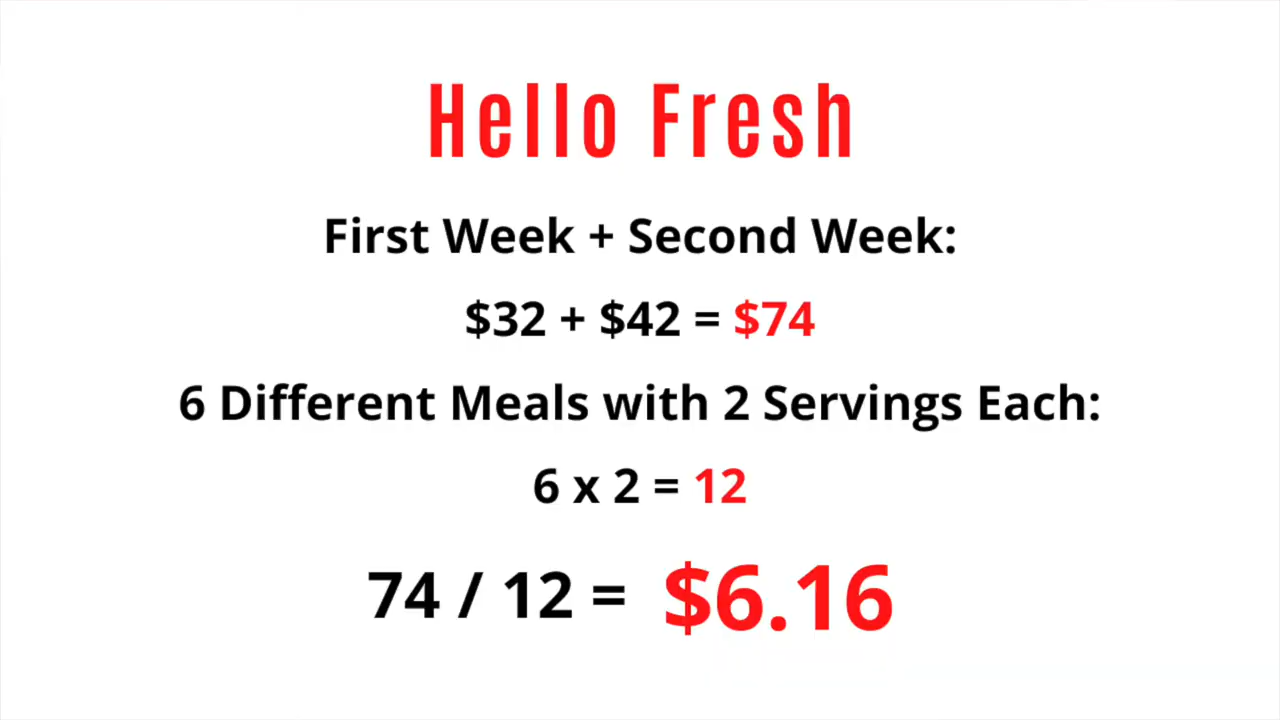 Hello Fresh
First Week + Second Week:
$32 + $42 = $74
6 Different Meals with 2 Servings Each:
6 x 2 = 12
74 / 12 = $6.16